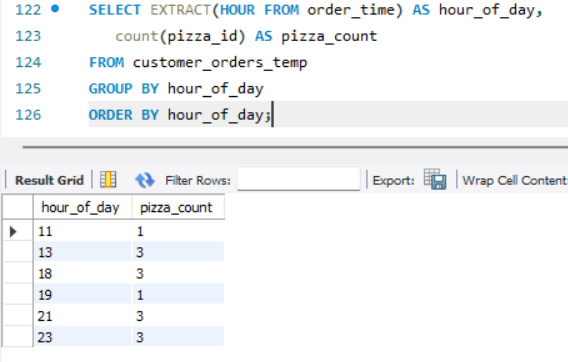 122 SELECT EXTRACT(HOUR FROM order_time) AS hour_of_day,
123 count(pizza_id) AS pizza_count
124 FROM customer_orders_temp
125 GROUP BY hour_of_day
126 ORDER BY hour_of_day;
Result Grid Filter Rows: Export: Wrap Cell Content:
hour_of_day pizza_count
11 1
13 3
18 3
19 1
21 3
23 3